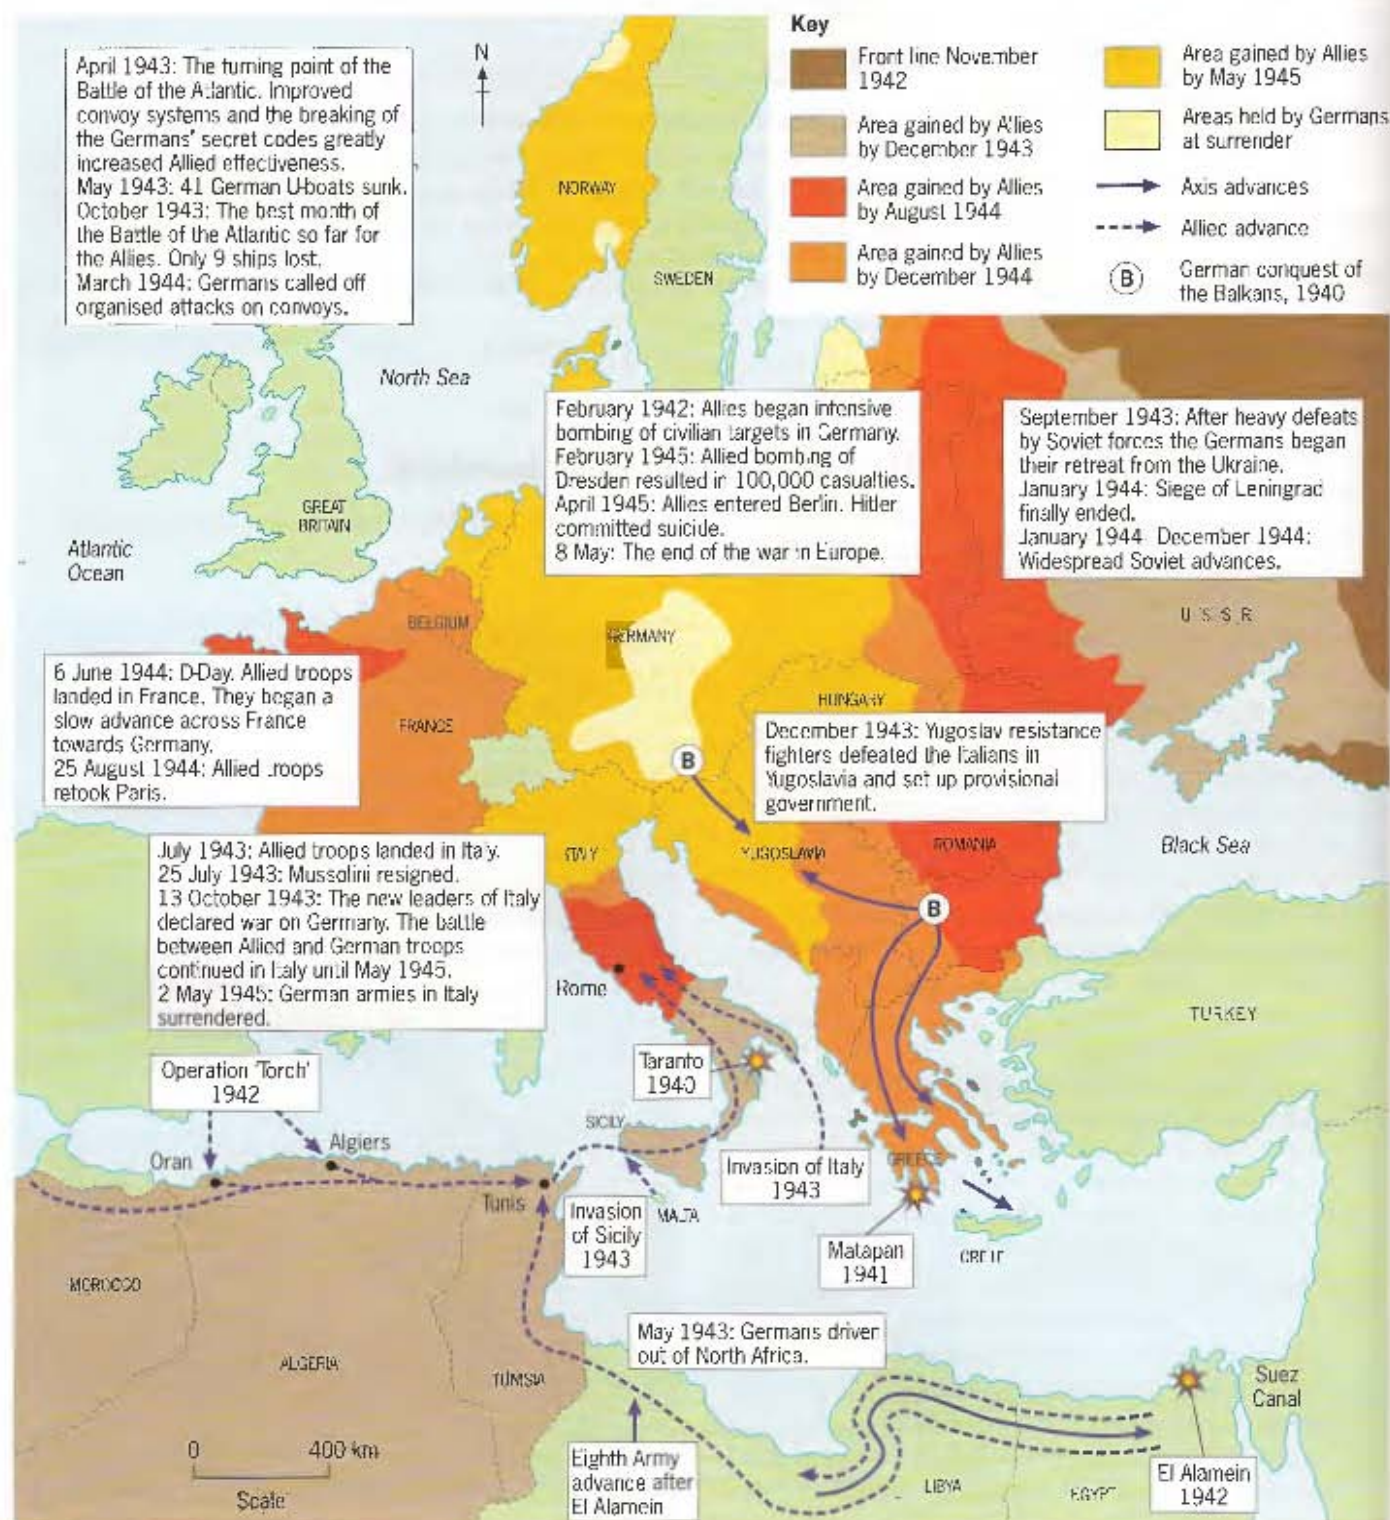 April 1943: The turning point of the
Battle of the Atlantic. Improved
convoy systems and the breaking of
the Germans' secret codes greatly
increased Allied effectiveness.
May 1943: 41 German U-boats sunk.
October 1943: The best month of
the Battle of the Atlantic so far for
the Allies. Only 9 ships lost.
March 1944: Germans called off
organised attacks on convoys.
N
Key
Front line November
1942
Area gained by Allies
by December 1943
Area gained by Allies
by August 1944
Area gained by Allies
by December 1944
Area gained by Allies
by May 1945
Areas held by Germans
at surrender
Axis advances
Allied advance
B
German conquest of
the Balkans, 1940
NORWAY
SWEDEN
North Sea
February 1942: Allies began intensive
bombing of civilian targets in Germany.
February 1945: Allied bombing of
Dresden resulted in 100,000 casualties.
April 1945: Allies entered Berlin. Hitler
committed suicide.
8 May: The end of the war in Europe.
September 1943: After heavy defeats
by Soviet forces the Germans began
their retreat from the Ukraine.
January 1944: Siege of Leningrad
finally ended.
January 1944 December 1944:
Widespread Soviet advances.
GREAT
BRITAIN
Atlantic
Ocean
BELGIUM
GERMANY
U S S R
6 June 1944: D-Day. Allied troops
landed in France. They began a
slow advance across France
towards Germany.
25 August 1944: Allied troops
retook Paris.
FRANCE
HUNGARY
December 1943: Yugoslav resistance
fighters defeated the Italians in
Yugoslavia and set up provisional
government.
B
July 1943: Allied troops landed in Italy.
25 July 1943: Mussolini resigned.
13 October 1943: The new leaders of Italy
declared war on Germany. The battle
between Allied and German troops
continued in Italy until May 1945.
2 May 1945: German armies in Italy
surrendered.
ITALY
YUGOSLAVIA
ROMANIA
Black Sea
B
Rome
TURKEY
Operation 'Torch'
1942
Taranto
1940
SICILY
Oran
Algiers
Tunis
Invasion of Italy
1943
GREECE
Invasion
of Sicily
1943
MALTA
Matapan
1941
CRETE
MOROCCO
ALGERIA
TUNISIA
May 1943: Germans driven
out of North Africa.
Suez
Canal
0 400 km
Scale
Eighth Army
advance after
El Alamein
LIBYA
EGYPT
El Alamein
1942